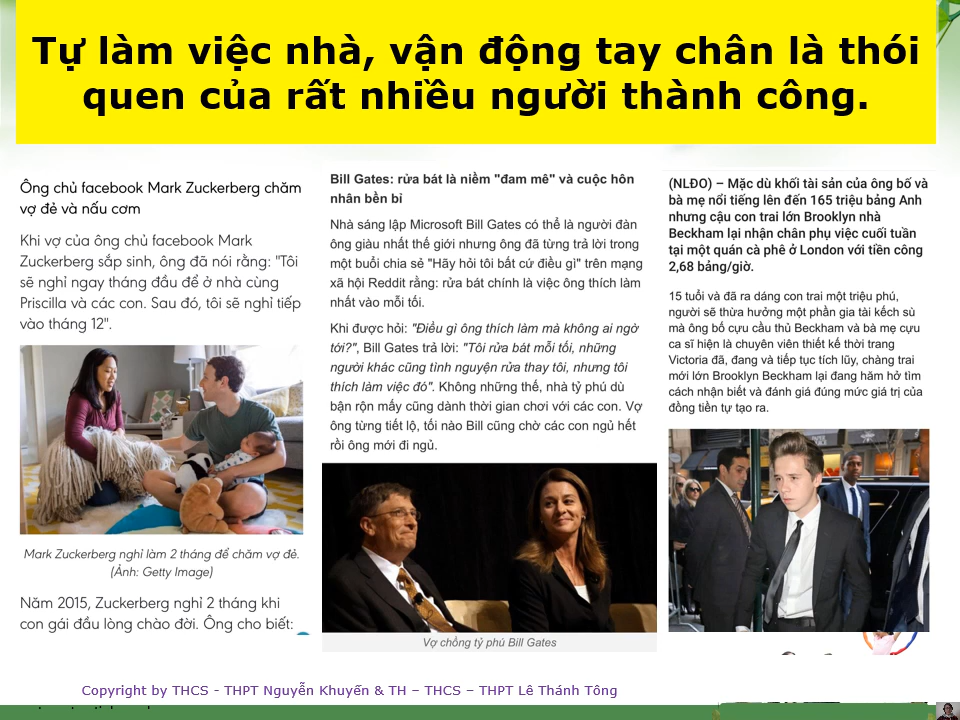 Tự làm việc nhà, vận động tay chân là thói
quen của rất nhiều người thành công.
Ông chủ facebook Mark Zuckerberg chăm
vợ đẻ và nấu cơm
Khi vợ của ông chủ facebook Mark
Zuckerberg sắp sinh, ông đã nói rằng: "Tôi
sẽ nghỉ ngay tháng đầu để ở nhà cùng
Priscilla và các con. Sau đó, tôi sẽ nghỉ tiếp
vào tháng 12".
Mark Zuckerberg nghỉ làm 2 tháng để chăm vợ đẻ.
(Ảnh: Getty Image)
Năm 2015, Zuckerberg nghỉ 2 tháng khi
con gái đầu lòng chào đời. Ông cho biết:
Bill Gates: rửa bát là niềm "đam mê" và cuộc hôn
nhân bền bỉ
Nhà sáng lập Microsoft Bill Gates có thể là người đàn
ông giàu nhất thế giới nhưng ông đã từng trả lời trong
một buổi chia sẻ "Hãy hỏi tôi bất cứ điều gì" trên mạng
xã hội Reddit rằng: rửa bát chính là việc ông thích làm
nhất vào mỗi tối.
Khi được hỏi: "Điều gì ông thích làm mà không ai ngờ
tới?", Bill Gates trả lời: "Tôi rửa bát mỗi tối, những
người khác cũng tình nguyện rửa thay tôi, nhưng tôi
thích làm việc đó". Không những thế, nhà tỷ phú dù
bận rộn mấy cũng dành thời gian chơi với các con. Vợ
ông từng tiết lộ, tối nào Bill cũng chờ các con ngủ hết
rồi ông mới đi ngủ.
Vợ chồng tỷ phú Bill Gates
(NLĐO) – Mặc dù khối tài sản của ông bố và
bà mẹ nổi tiếng lên đến 165 triệu bảng Anh
nhưng cậu con trai lớn Brooklyn nhà
Beckham lại nhận chân phụ việc cuối tuần
tại một quán cà phê ở London với tiền công
2,68 bảng/giờ.
15 tuổi và đã ra dáng con trai một triệu phú,
người sẽ thừa hưởng một phần gia tài kếch sù
mà ông bố cựu cầu thủ Beckham và bà mẹ cựu
ca sĩ hiện là chuyên viên thiết kế thời trang
Victoria đã, đang và tiếp tục tích lũy, chàng trai
mới lớn Brooklyn Beckham lại đang hăm hở tìm
cách nhận biết và đánh giá đúng mức giá trị của
đồng tiền tự tạo ra.
Copyright by THCS - THPT Nguyễn Khuyến & TH – THCS – THPT Lê Thánh Tông